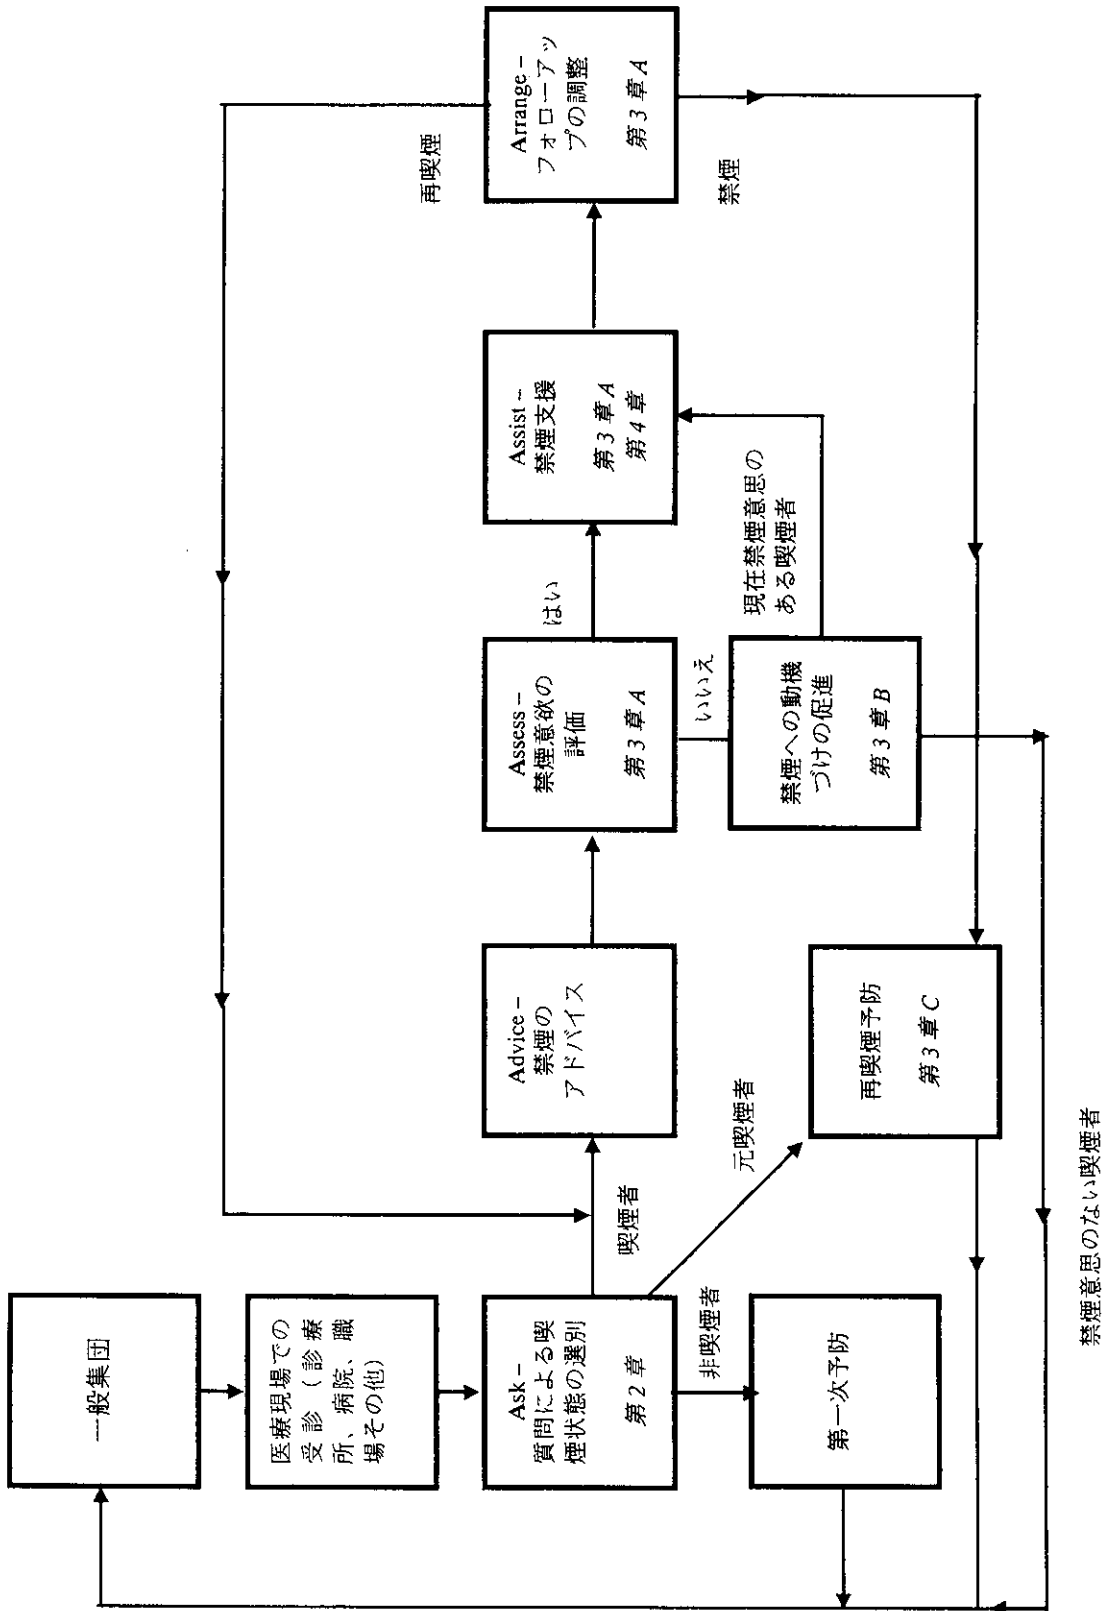 一般集団
医療現場での
受診（診療
所、病院、職
場その他)
Ask –
質問による喫
煙状態の選別
第2章
非喫煙者
第一次予防
喫煙者
元喫煙者
Advice –
禁煙の
アドバイス
再喫煙予防
第3章C
Assess –
禁煙意欲の
評価
第3章A
はい
いいえ
禁煙への動機
づけの促進
第3章B
現在禁煙意思の
ある喫煙者
Assist –
禁煙支援
第3章A
第4章
Arrange –
フォローアッ
プの調整
第3章A
再喫煙
禁煙
禁煙意思のない喫煙者